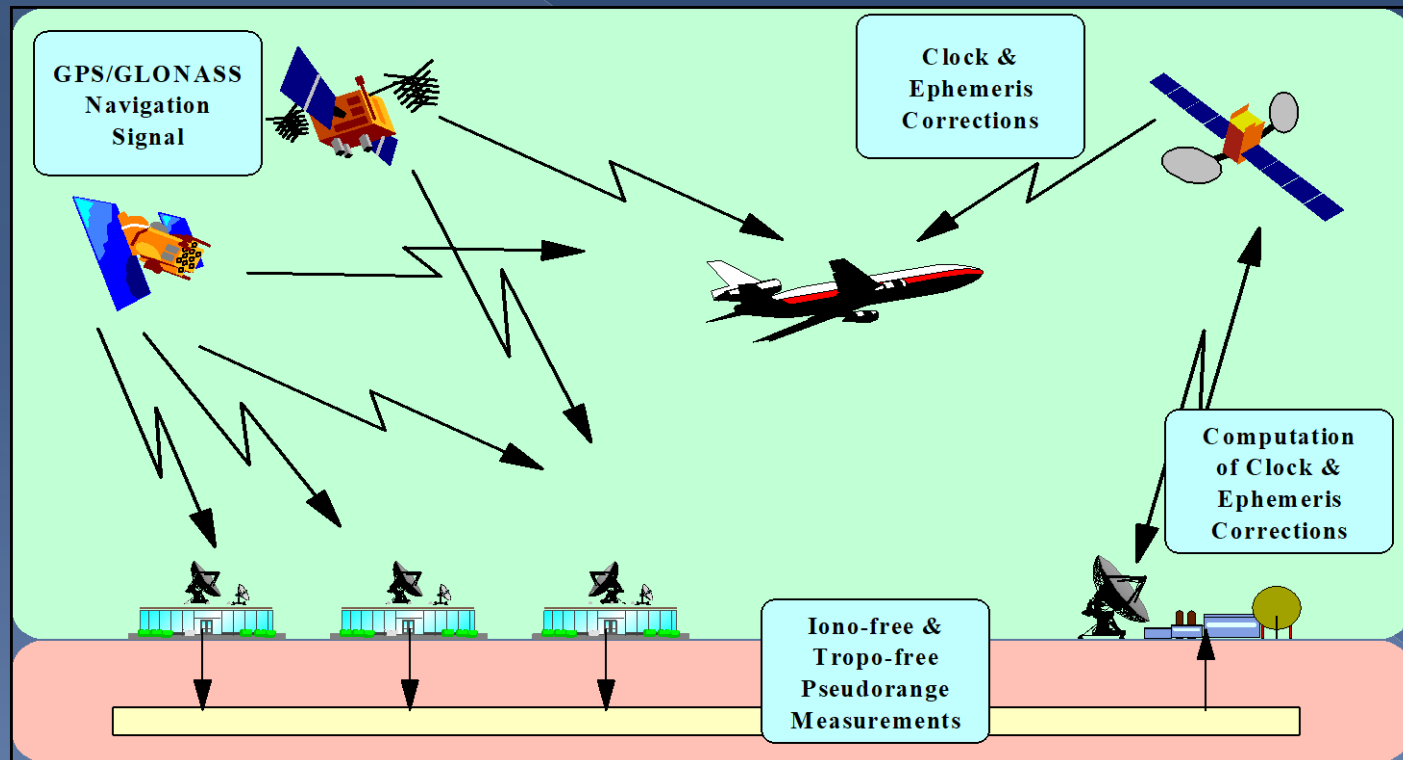 GPS/GLONASS
Navigation
Signal
Clock &
Ephemeris
Corrections
Computation
of Clock &
Ephemeris
Corrections
Iono-free &
Tropo-free
Pseudorange
Measurements